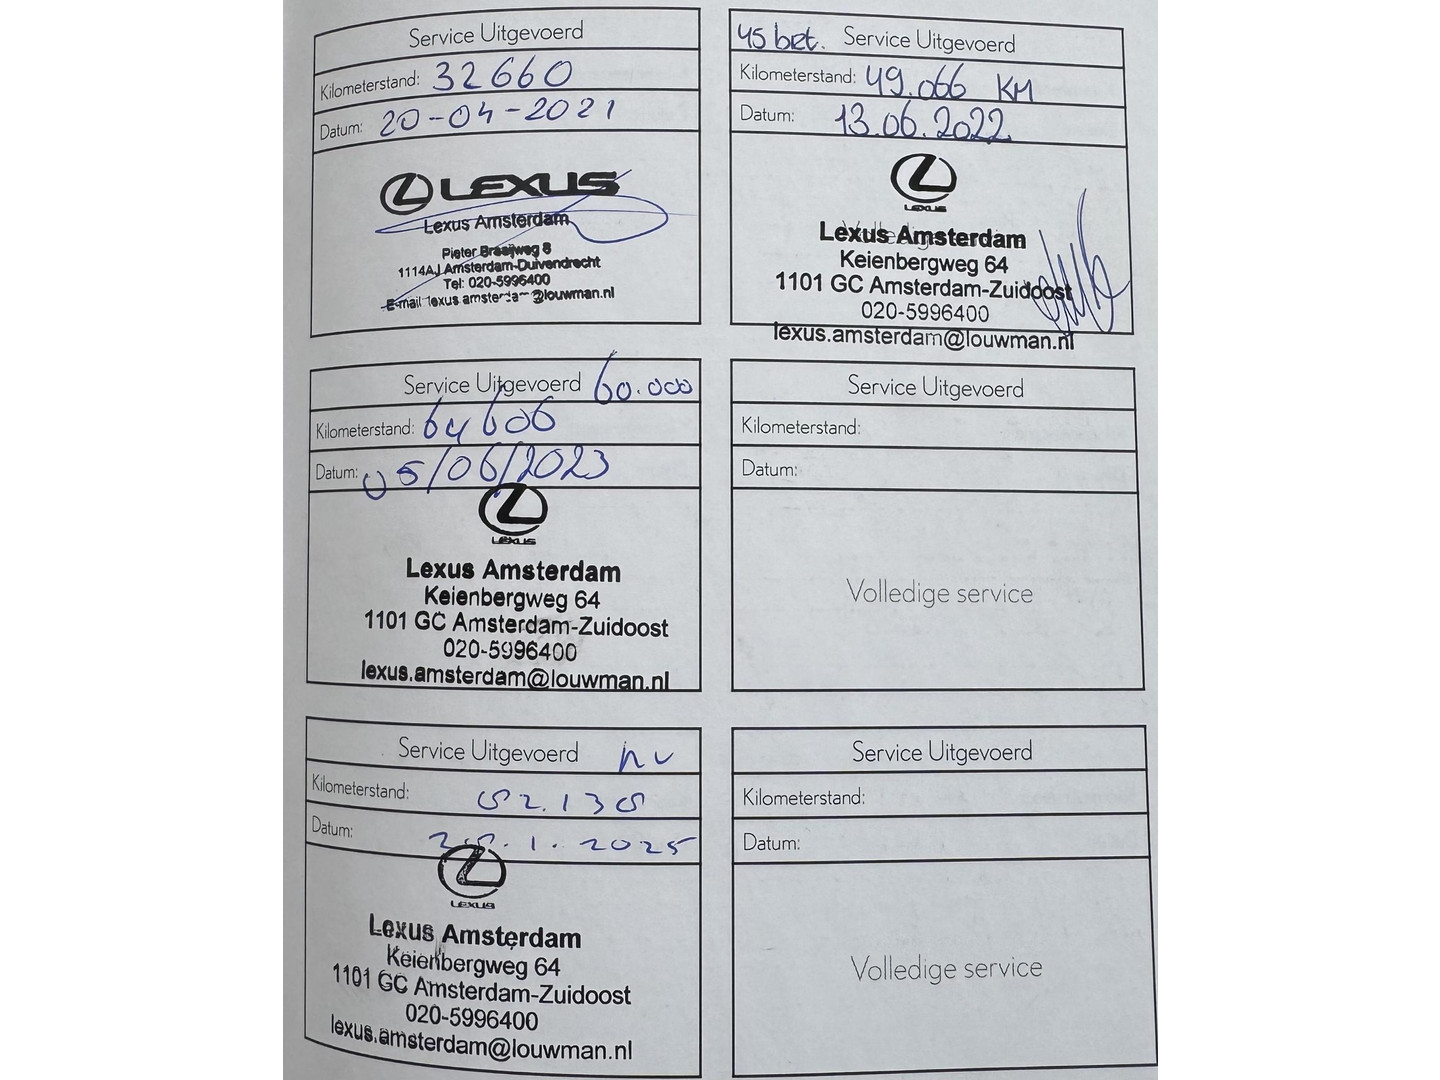 Service Uitgevoerd
Kilometerstand: 32660
Datum: 20-04-2021
LEXUS
Lexus Amsterdam
Pieter Braaijweg 8
1114AJ Amsterdam-Duivendrecht
Tel: 020-5996400
E-mail lexus amsterdam@louwman.nl
45 bet. Service Uitgevoerd
Kilometerstand: 49.066 KM
Datum: 13.06.2022
LEXUS
Lexus Amsterdam
Keienbergweg 64
1101 GC Amsterdam-Zuidoost
020-5996400
lexus.amsterdam@louwman.nl
Service Uitgevoerd 60.000
Kilometerstand: 64606
Datum: 05/06/2023
LEXUS
Lexus Amsterdam
Keienbergweg 64
1101 GC Amsterdam-Zuidoost
020-5996400
lexus.amsterdam@louwman.nl
Service Uitgevoerd
Kilometerstand:
Datum:
Volledige service
Service Uitgevoerd
Kilometerstand:
Datum:
LEXUS
Lexus Amsterdam
Keienbergweg 64
1101 GC Amsterdam-Zuidoost
020-5996400
lexus.amsterdam@louwman.nl
Service Uitgevoerd
Kilometerstand:
Datum:
Volledige service